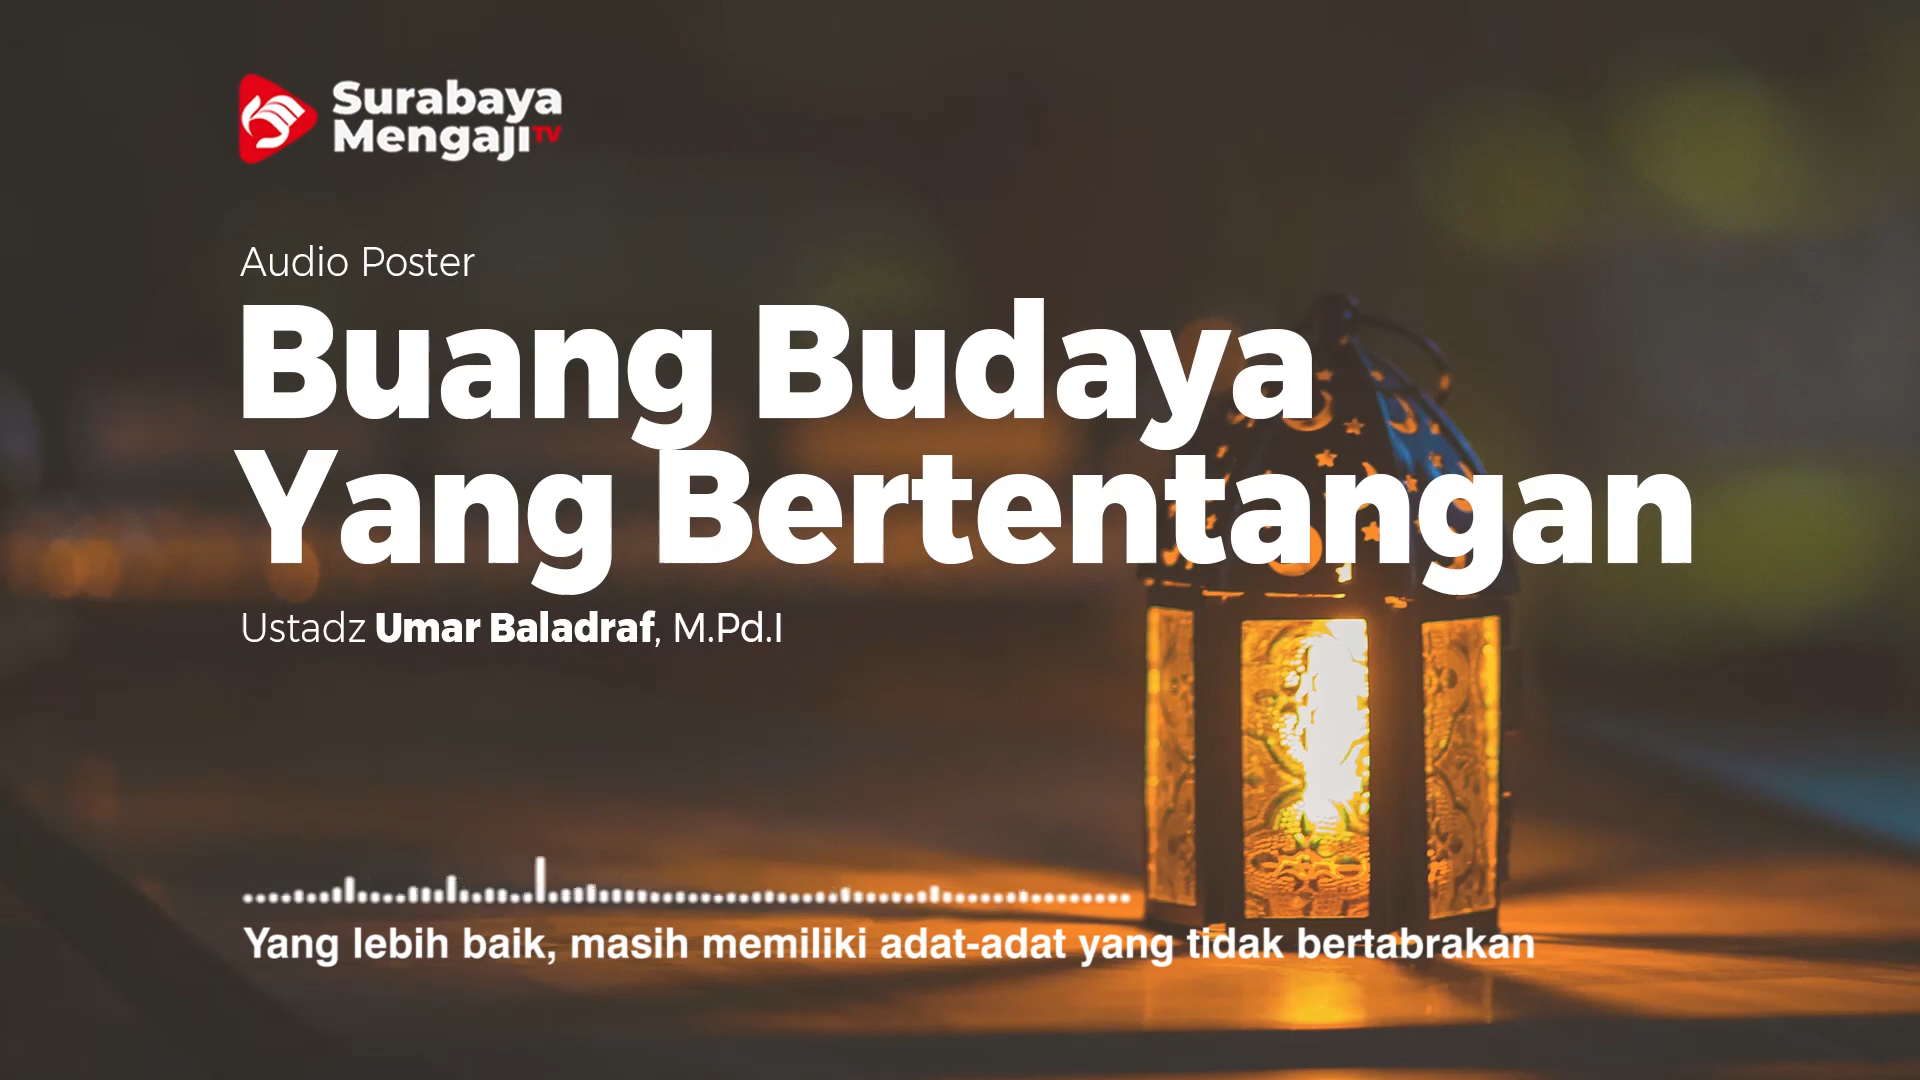 Surabaya
MengajiTV
Audio Poster
Buang Budaya
Yang Bertentangan
Ustadz Umar Baladraf, M.Pd.I
Yang lebih baik, masih memiliki adat-adat yang tidak bertabrakan